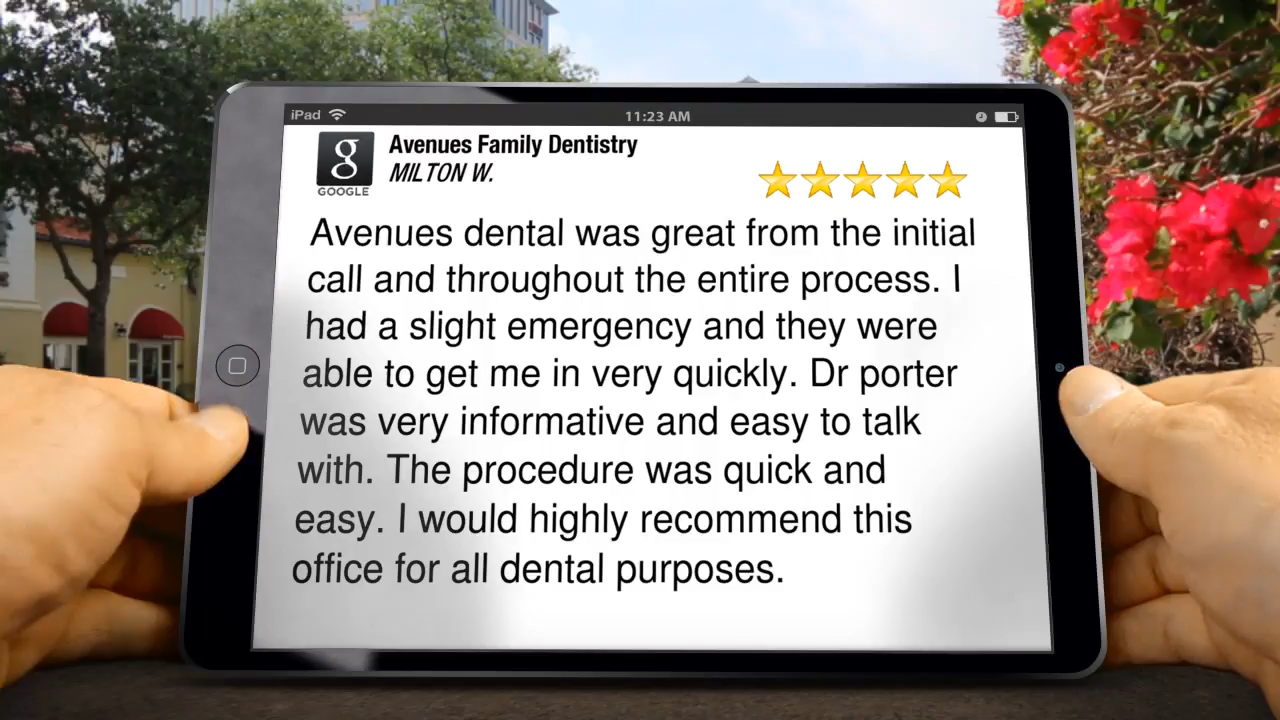 iPad 11:23 AM
g
GOOGLE
Avenues Family Dentistry
MILTON W.
Avenues dental was great from the initial
call and throughout the entire process. I
had a slight emergency and they were
able to get me in very quickly. Dr porter
was very informative and easy to talk
with. The procedure was quick and
easy. I would highly recommend this
office for all dental purposes.